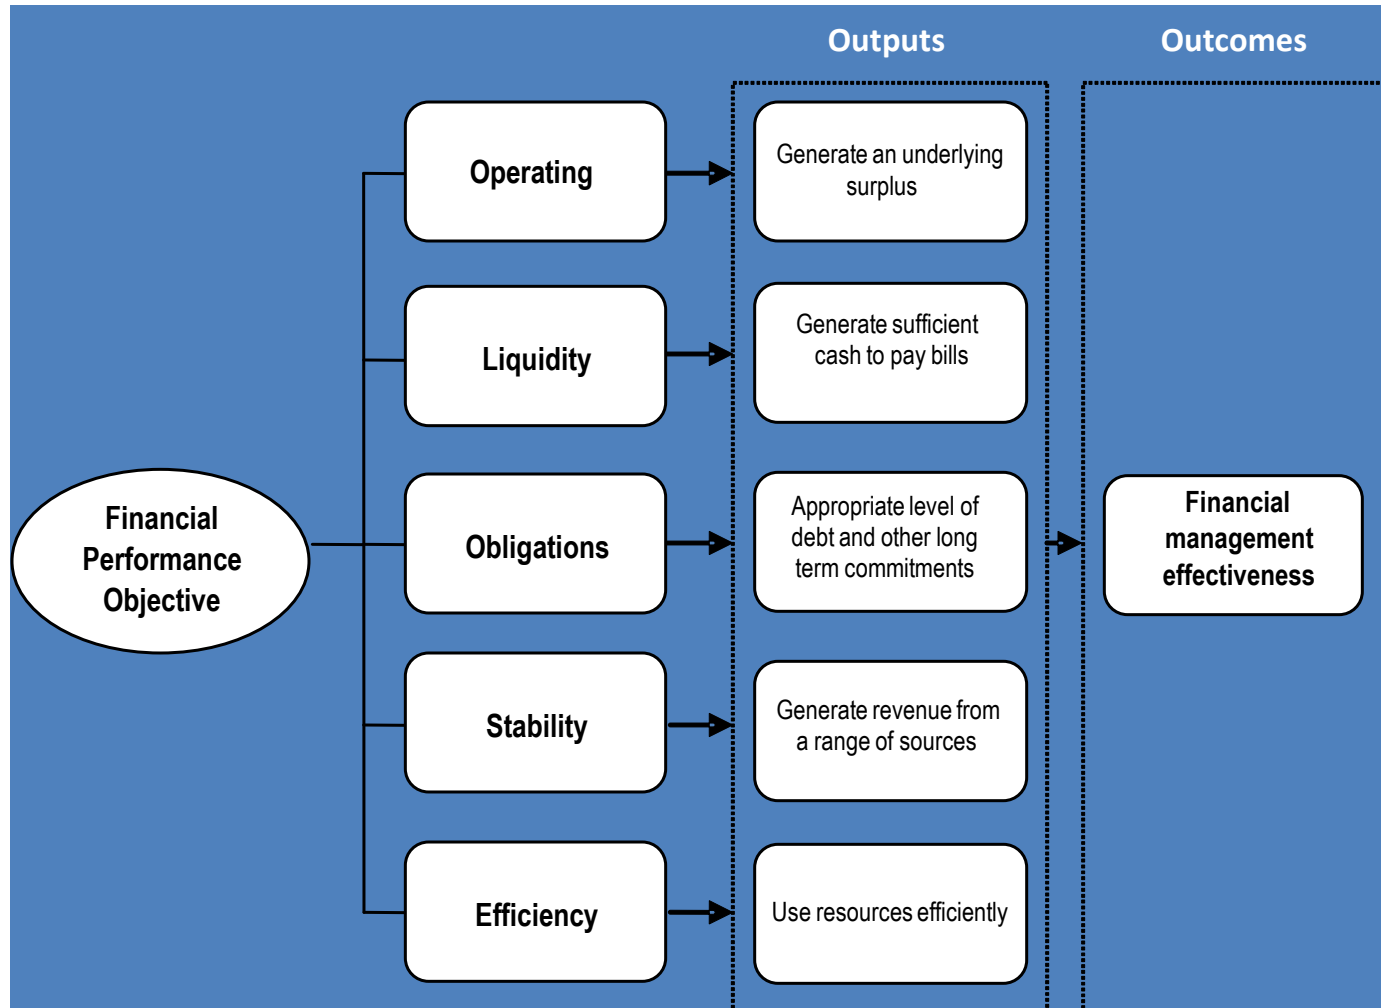 Outputs
Outcomes
Operating
Generate an underlying
surplus
Liquidity
Generate sufficient
cash to pay bills
Financial
Performance
Objective
Obligations
Appropriate level of
debt and other long
term commitments
Financial
management
effectiveness
Stability
Generate revenue from
a range of sources
Efficiency
Use resources efficiently